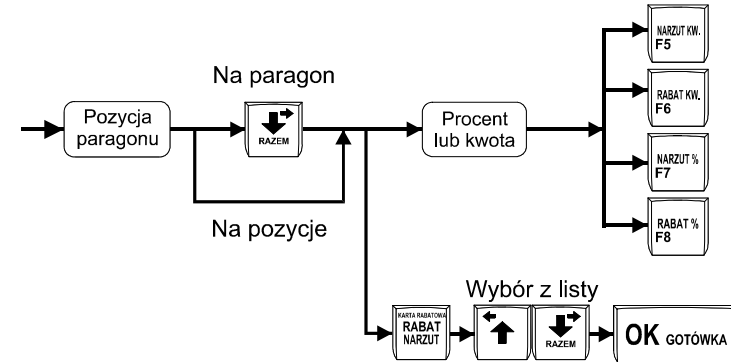 NARZUT KW.
F5
Na paragon
RABAT KW.
F6
Pozycja
paragonu
RAZEM
Procent
lub kwota
NARZUT %
F7
Na pozycje
RABAT %
F8
Wybór z listy
KARTA RABATOWA
RABAT
NARZUT
RAZEM
OK GOTÓWKA